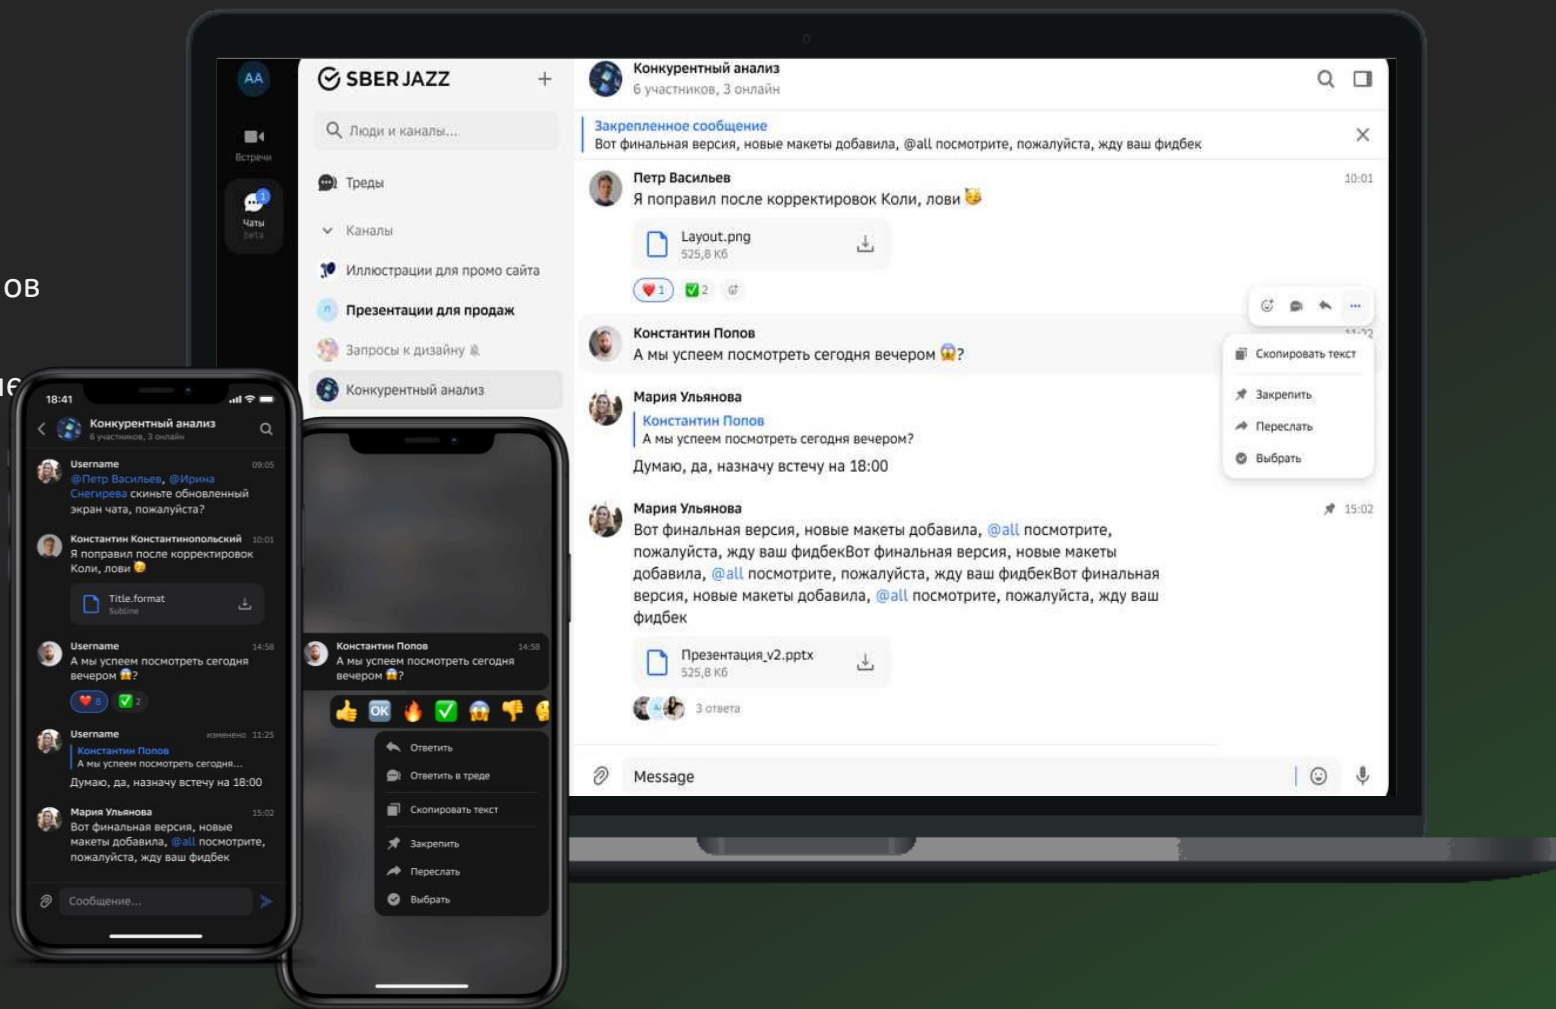 ов
AA
Встречи
1
Чаты
beta
SBER JAZZ
Люди и каналы...
Треды
Каналы
Иллюстрации для промо сайта
Презентации для продаж
Запросы к дизайну
Конкурентный анализ
Конкурентный анализ
6 участников, 3 онлайн
Закрепленное сообщение
Вот финальная версия, новые макеты добавила, @all посмотрите, пожалуйста, жду ваш фидбек
Петр Васильев 10:01
Я поправил после корректировок Коли, лови 🥳
Layout.png
525,8 Кб
❤️ 1 ✅ 2
Константин Попов
А мы успеем посмотреть сегодня вечером 😱?
Скопировать текст
Закрепить
Переслать
Выбрать
Мария Ульянова
Константин Попов
А мы успеем посмотреть сегодня вечером?
Думаю, да, назначу встечу на 18:00
Мария Ульянова 15:02
Вот финальная версия, новые макеты добавила, @all посмотрите,
пожалуйста, жду ваш фидбекВот финальная версия, новые макеты
добавила, @all посмотрите, пожалуйста, жду ваш фидбекВот финальная
версия, новые макеты добавила, @all посмотрите, пожалуйста, жду ваш
фидбек
Презентация_v2.pptx
525,8 Кб
3 ответа
Message
18:41
Конкурентный анализ
6 участников, 3 онлайн
Username 09:05
@Петр Васильев, @Ирина
Снегирева скиньте обновленный
экран чата, пожалуйста?
Константин Константинопольский 10:01
Я поправил после корректировок
Коли, лови 🥳
Title.format
Subline
Username 14:58
А мы успеем посмотреть сегодня
вечером 😱?
❤️ 8 ✅ 2
Username изменено 11:25
Константин Попов
А мы успеем посмотреть сегодня...
Думаю, да, назначу встечу на 18:00
Мария Ульянова 15:02
Вот финальная версия, новые
макеты добавила, @all посмотрите,
пожалуйста, жду ваш фидбек
Сообщение...
Константин Попов 14:58
А мы успеем посмотреть сегодня
вечером 😱?
👍 🆗 🔥 ✅ 😱 👎 🤔
Ответить
Ответить в треде
Скопировать текст
Закрепить
Переслать
Выбрать